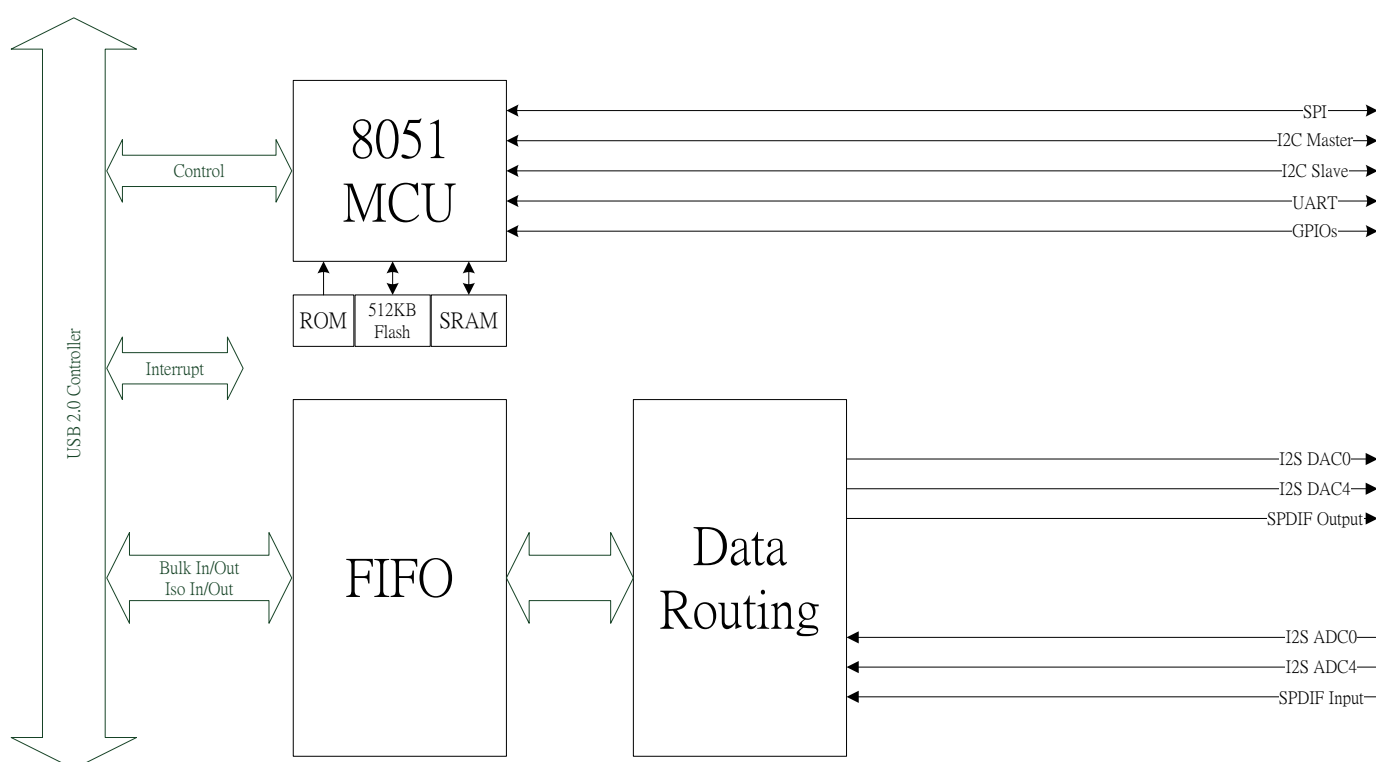 8051
MCU
SPI
I2C Master
I2C Slave
UART
GPIOs
Control
ROM
512KB
Flash
SRAM
USB 2.0 Controller
Interrupt
Bulk In/Out
Iso In/Out
FIFO
Data
Routing
I2S DAC0
I2S DAC4
SPDIF Output
I2S ADC0
I2S ADC4
SPDIF Input